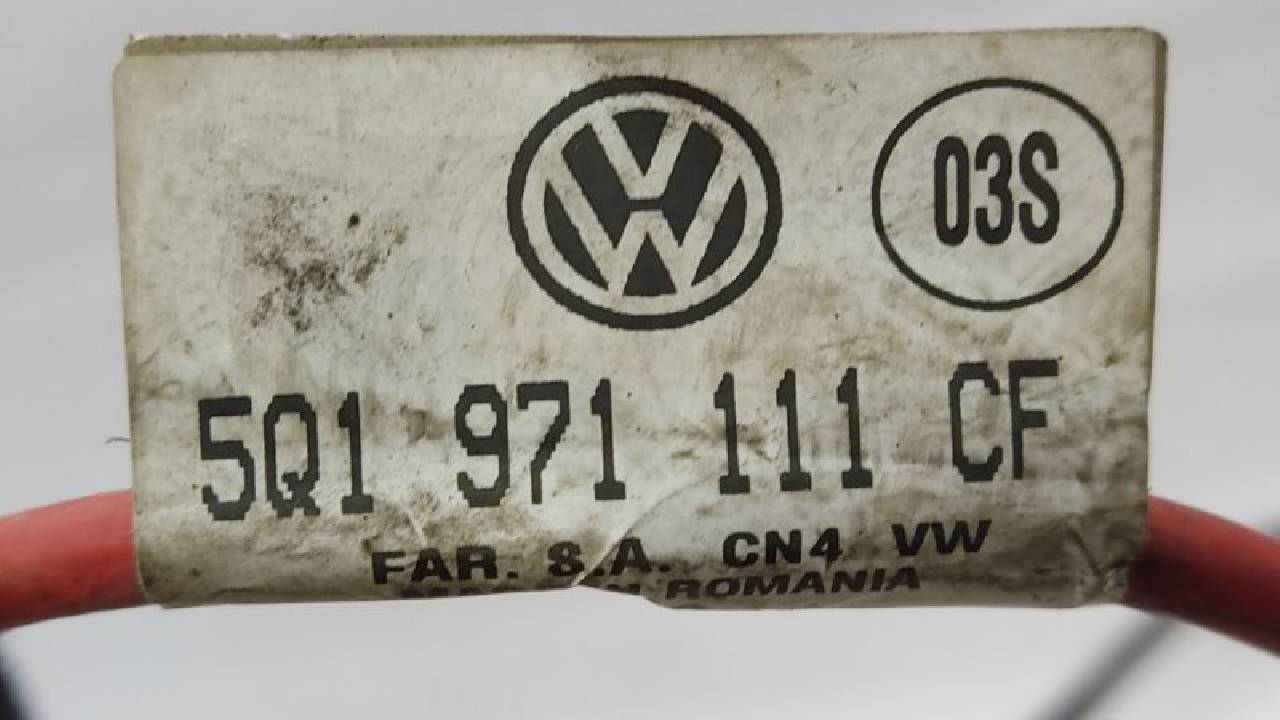 03S
5Q1 971 111 CF
FAR. S.A. CN4 VW
ROMANIA